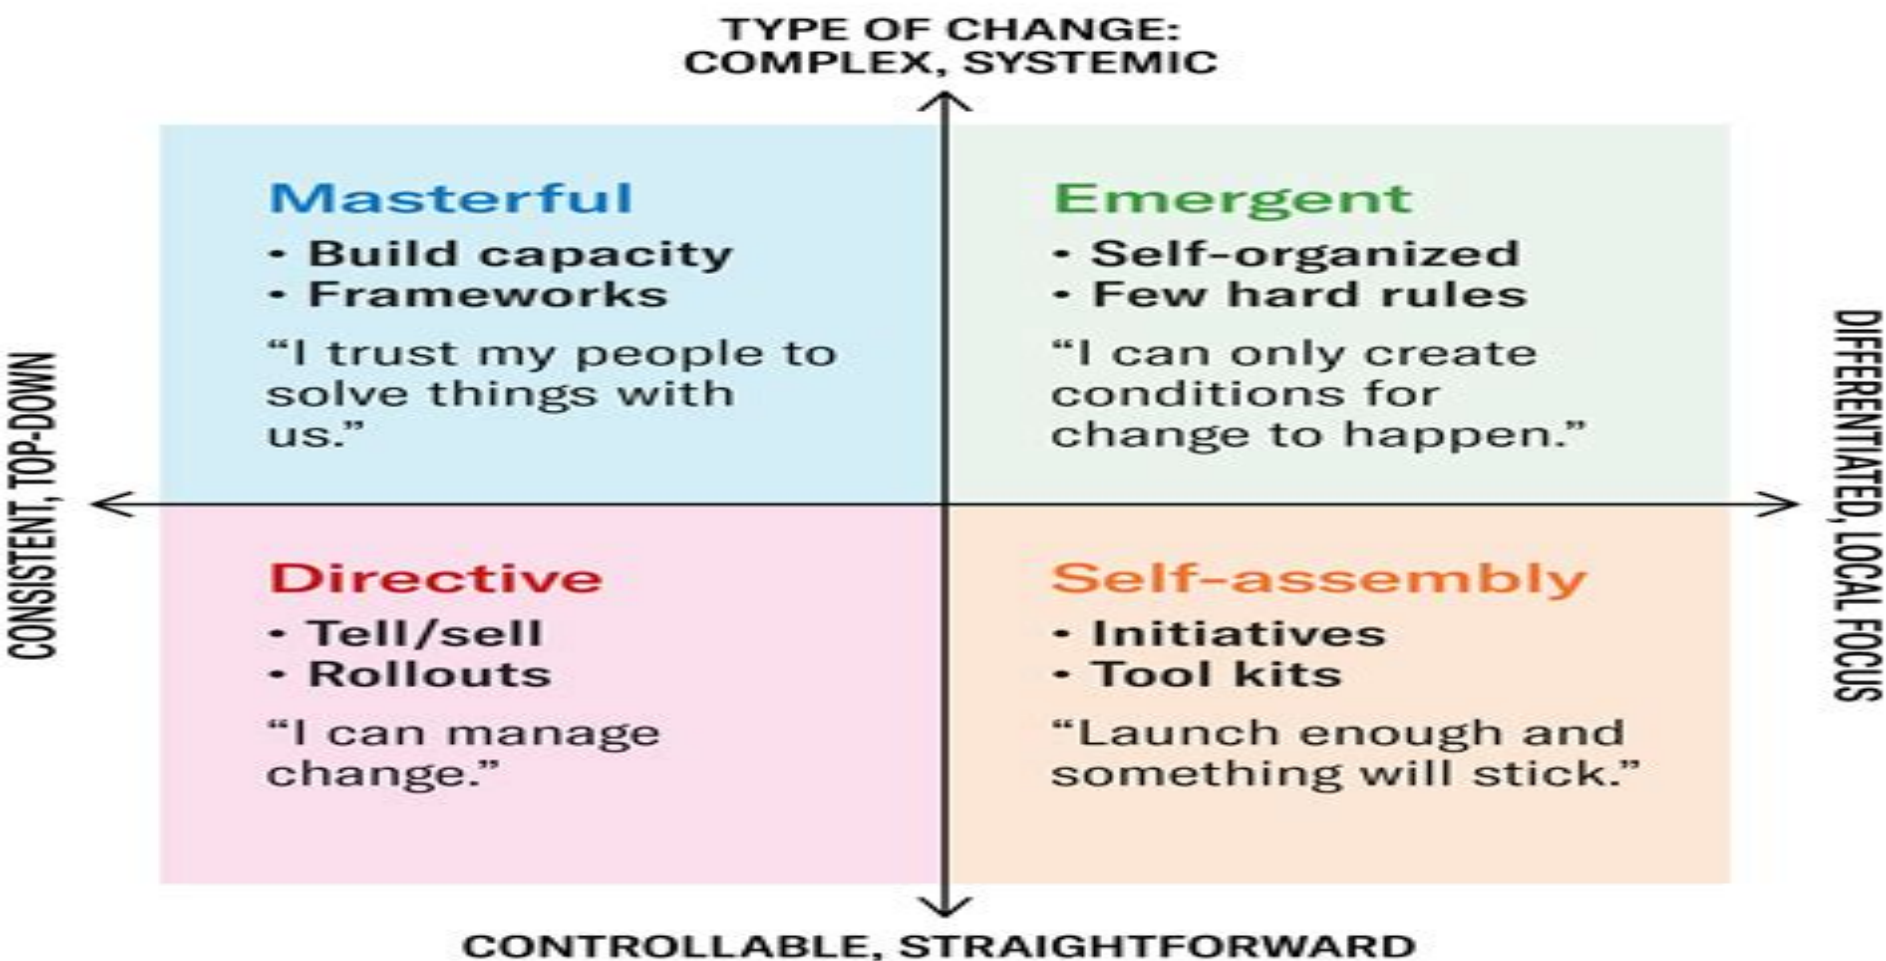 TYPE OF CHANGE:
COMPLEX, SYSTEMIC
CONSISTENT, TOP-DOWN
Masterful
• Build capacity
• Frameworks
“I trust my people to
solve things with
us.”
Emergent
• Self-organized
• Few hard rules
“I can only create
conditions for
change to happen.”
DIFFERENTIATED, LOCAL FOCUS
Directive
• Tell/sell
• Rollouts
“I can manage
change.”
Self-assembly
• Initiatives
• Tool kits
“Launch enough and
something will stick.”
CONTROLLABLE, STRAIGHTFORWARD